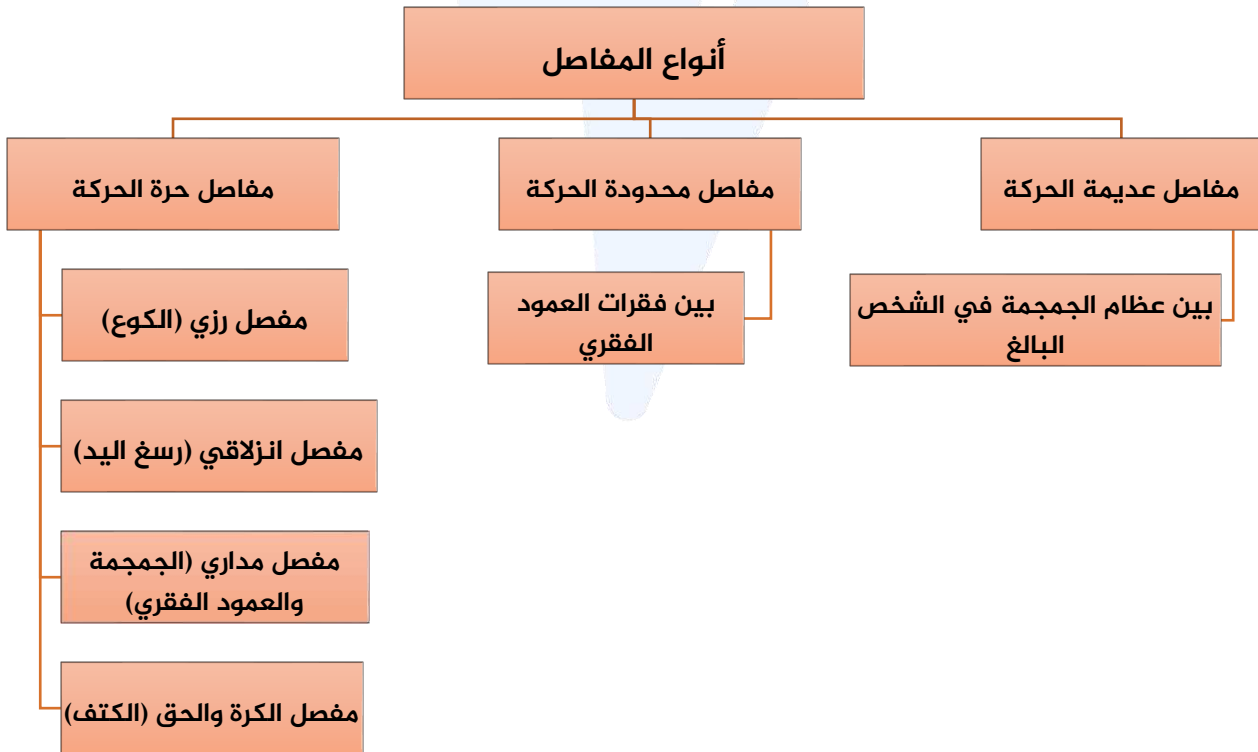 أنواع المفاصل
مفاصل عديمة الحركة
بين عظام الجمجمة في الشخص
البالغ
مفاصل محدودة الحركة
بين فقرات العمود
الفقري
مفاصل حرة الحركة
مفصل رزي (الكوع)
مفصل انزلاقي (رسغ اليد)
مفصل مداري (الجمجمة
والعمود الفقري)
مفصل الكرة والحق (الكتف)